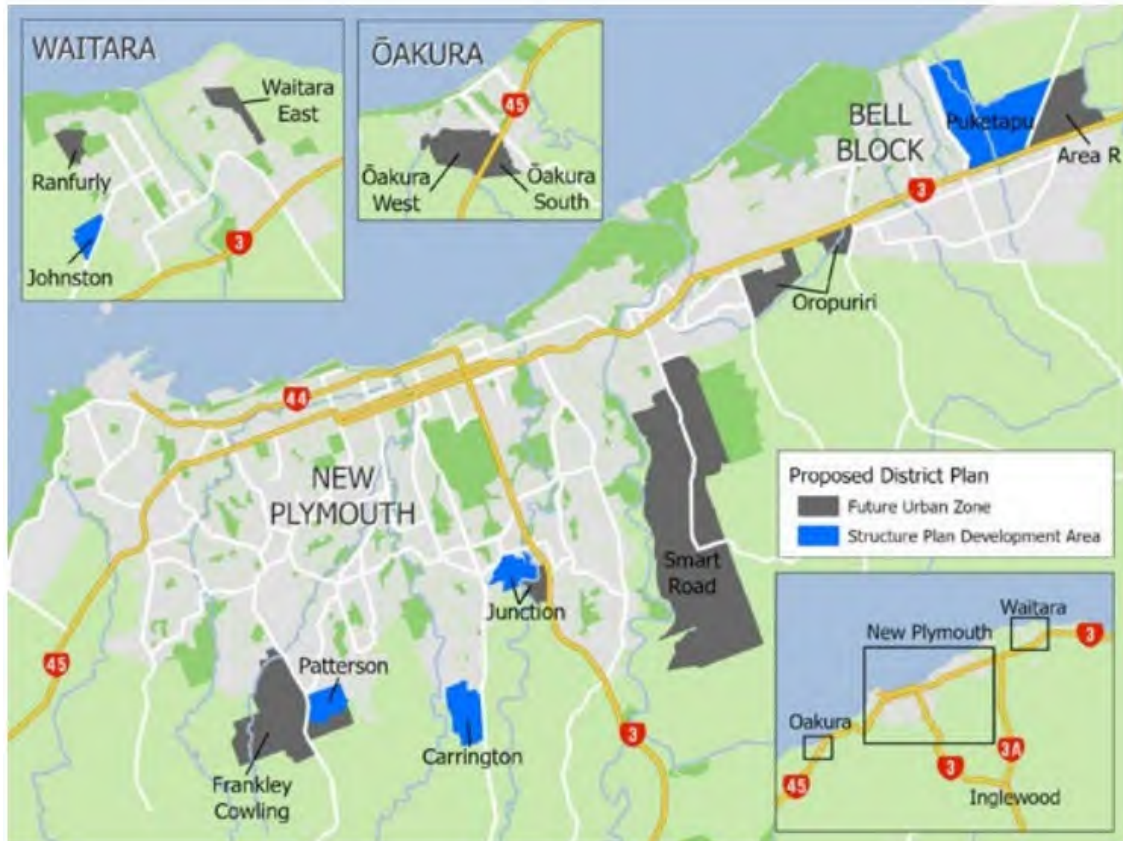 WAITARA
Waitara
East
Ranfurly
Johnston
3
ŌAKURA
45
Ōakura
West
Ōakura
South
BELL
BLOCK
Puketapu
Area R
3
Oropuriri
44
NEW
PLYMOUTH
Smart
Road
Junction
Patterson
45
Carrington
3
Frankley
Cowling
Proposed District Plan
Future Urban Zone
Structure Plan Development Area
Waitara
New Plymouth
3
Oakura
3A
3
45
Inglewood